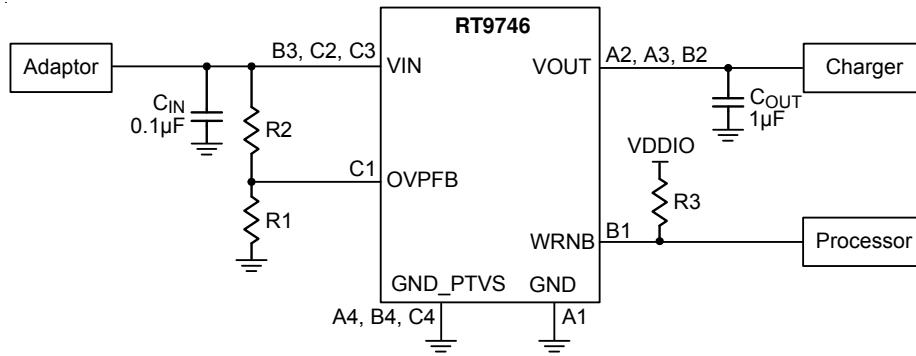 RT9746
Adaptor
B3, C2, C3
VIN
VOUT
A2, A3, B2
Charger
CIN
0.1µF
R2
COUT
1µF
VDDIO
C1
OVPFB
R3
R1
WRNB
B1
Processor
GND_PTVS
GND
A4, B4, C4
A1